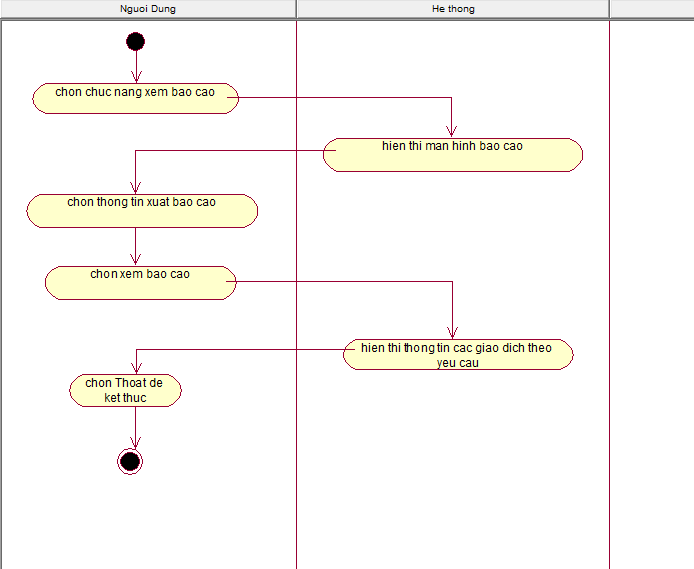 Nguoi Dung
He thong
chon chuc nang xem bao cao
hien thi man hinh bao cao
chon thong tin xuat bao cao
chon xem bao cao
hien thi thong tin cac giao dich theo
yeu cau
chon Thoat de
ket thuc